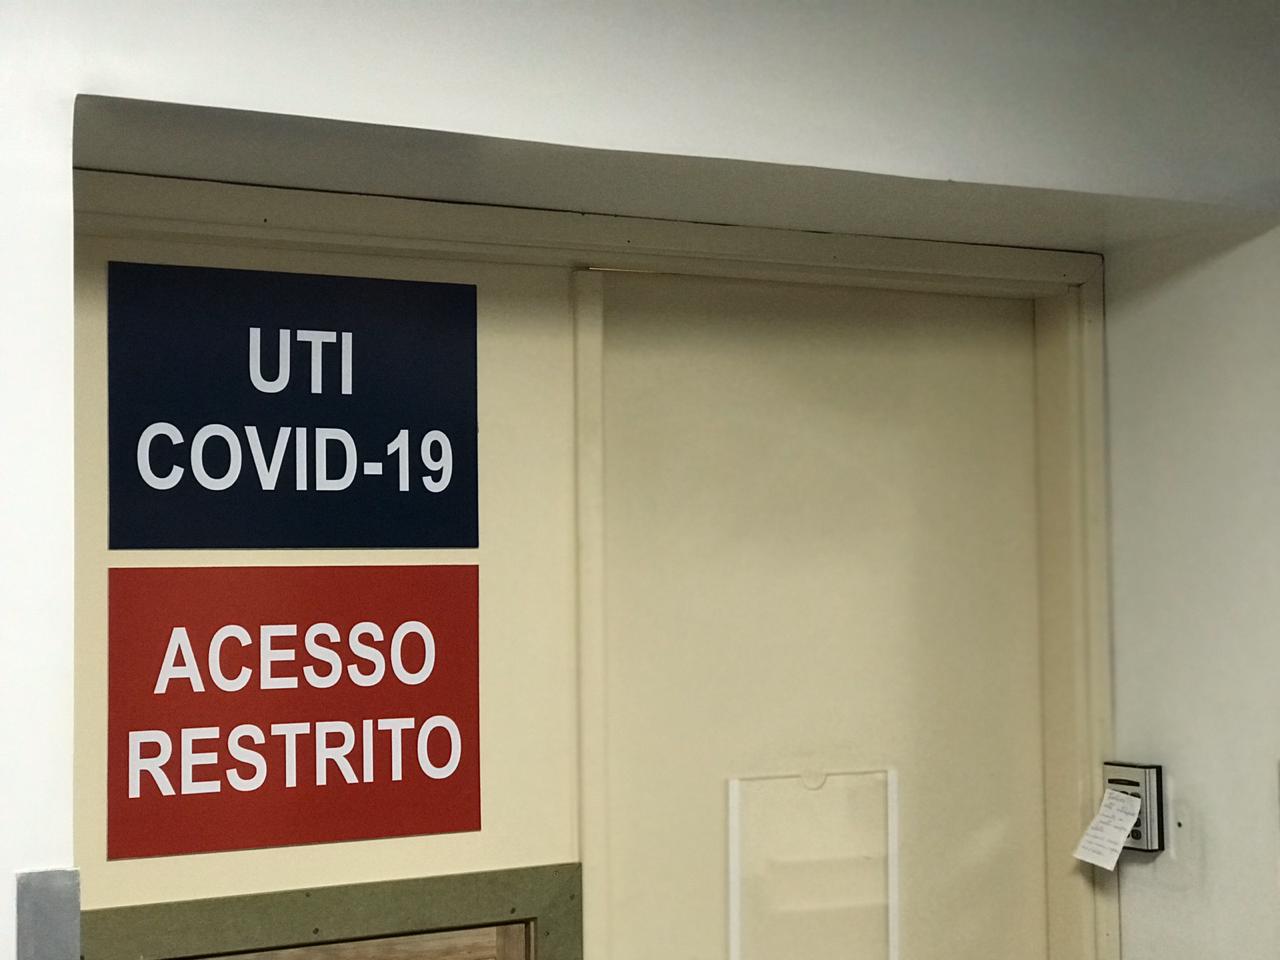 UTI
COVID-19
ACESSO
RESTRITO